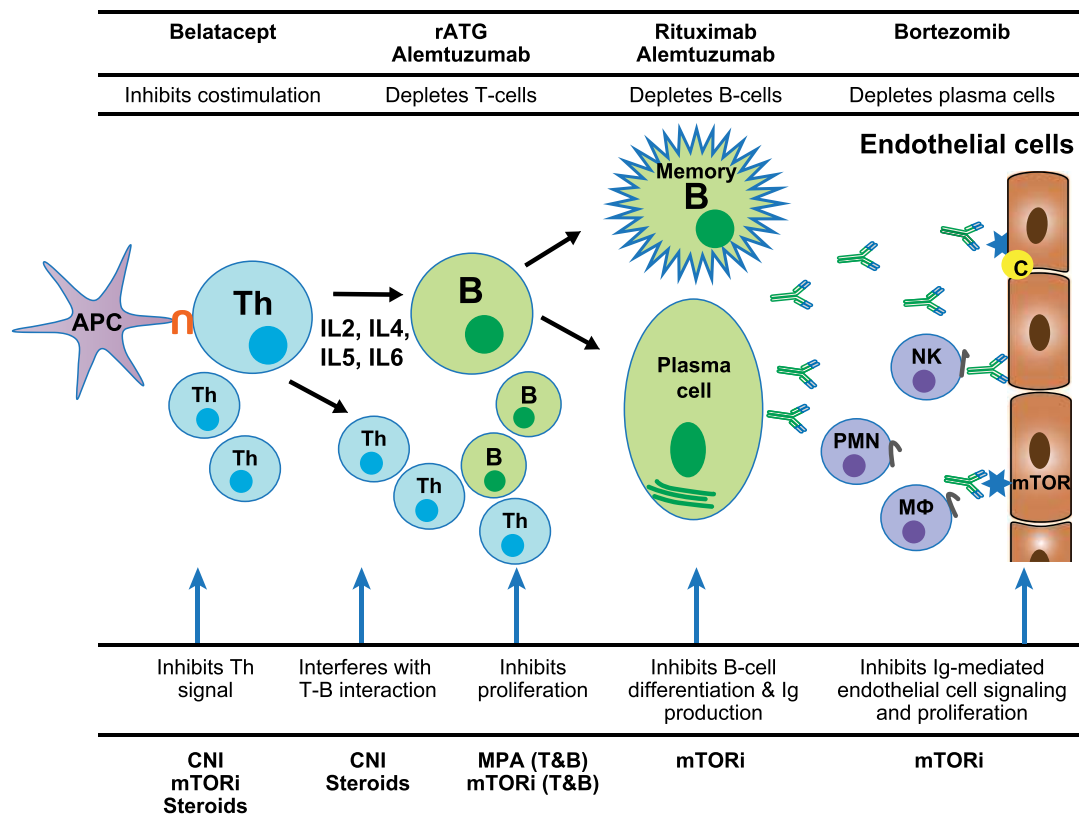 Belatacept
rATG
Alemtuzumab
Rituximab
Alemtuzumab
Bortezomib
Inhibits costimulation
Depletes T-cells
Depletes B-cells
Depletes plasma cells
Endothelial cells
Memory
B
APC
Th
IL2, IL4,
IL5, IL6
B
Th
Th
Th
Th
B
B
Th
Plasma
cell
C
NK
PMN
MΦ
mTOR
Inhibits Th
signal
Interferes with
T-B interaction
Inhibits
proliferation
Inhibits B-cell
differentiation & Ig
production
Inhibits Ig-mediated
endothelial cell signaling
and proliferation
CNI
mTORi
Steroids
CNI
Steroids
MPA (T&B)
mTORi (T&B)
mTORi
mTORi